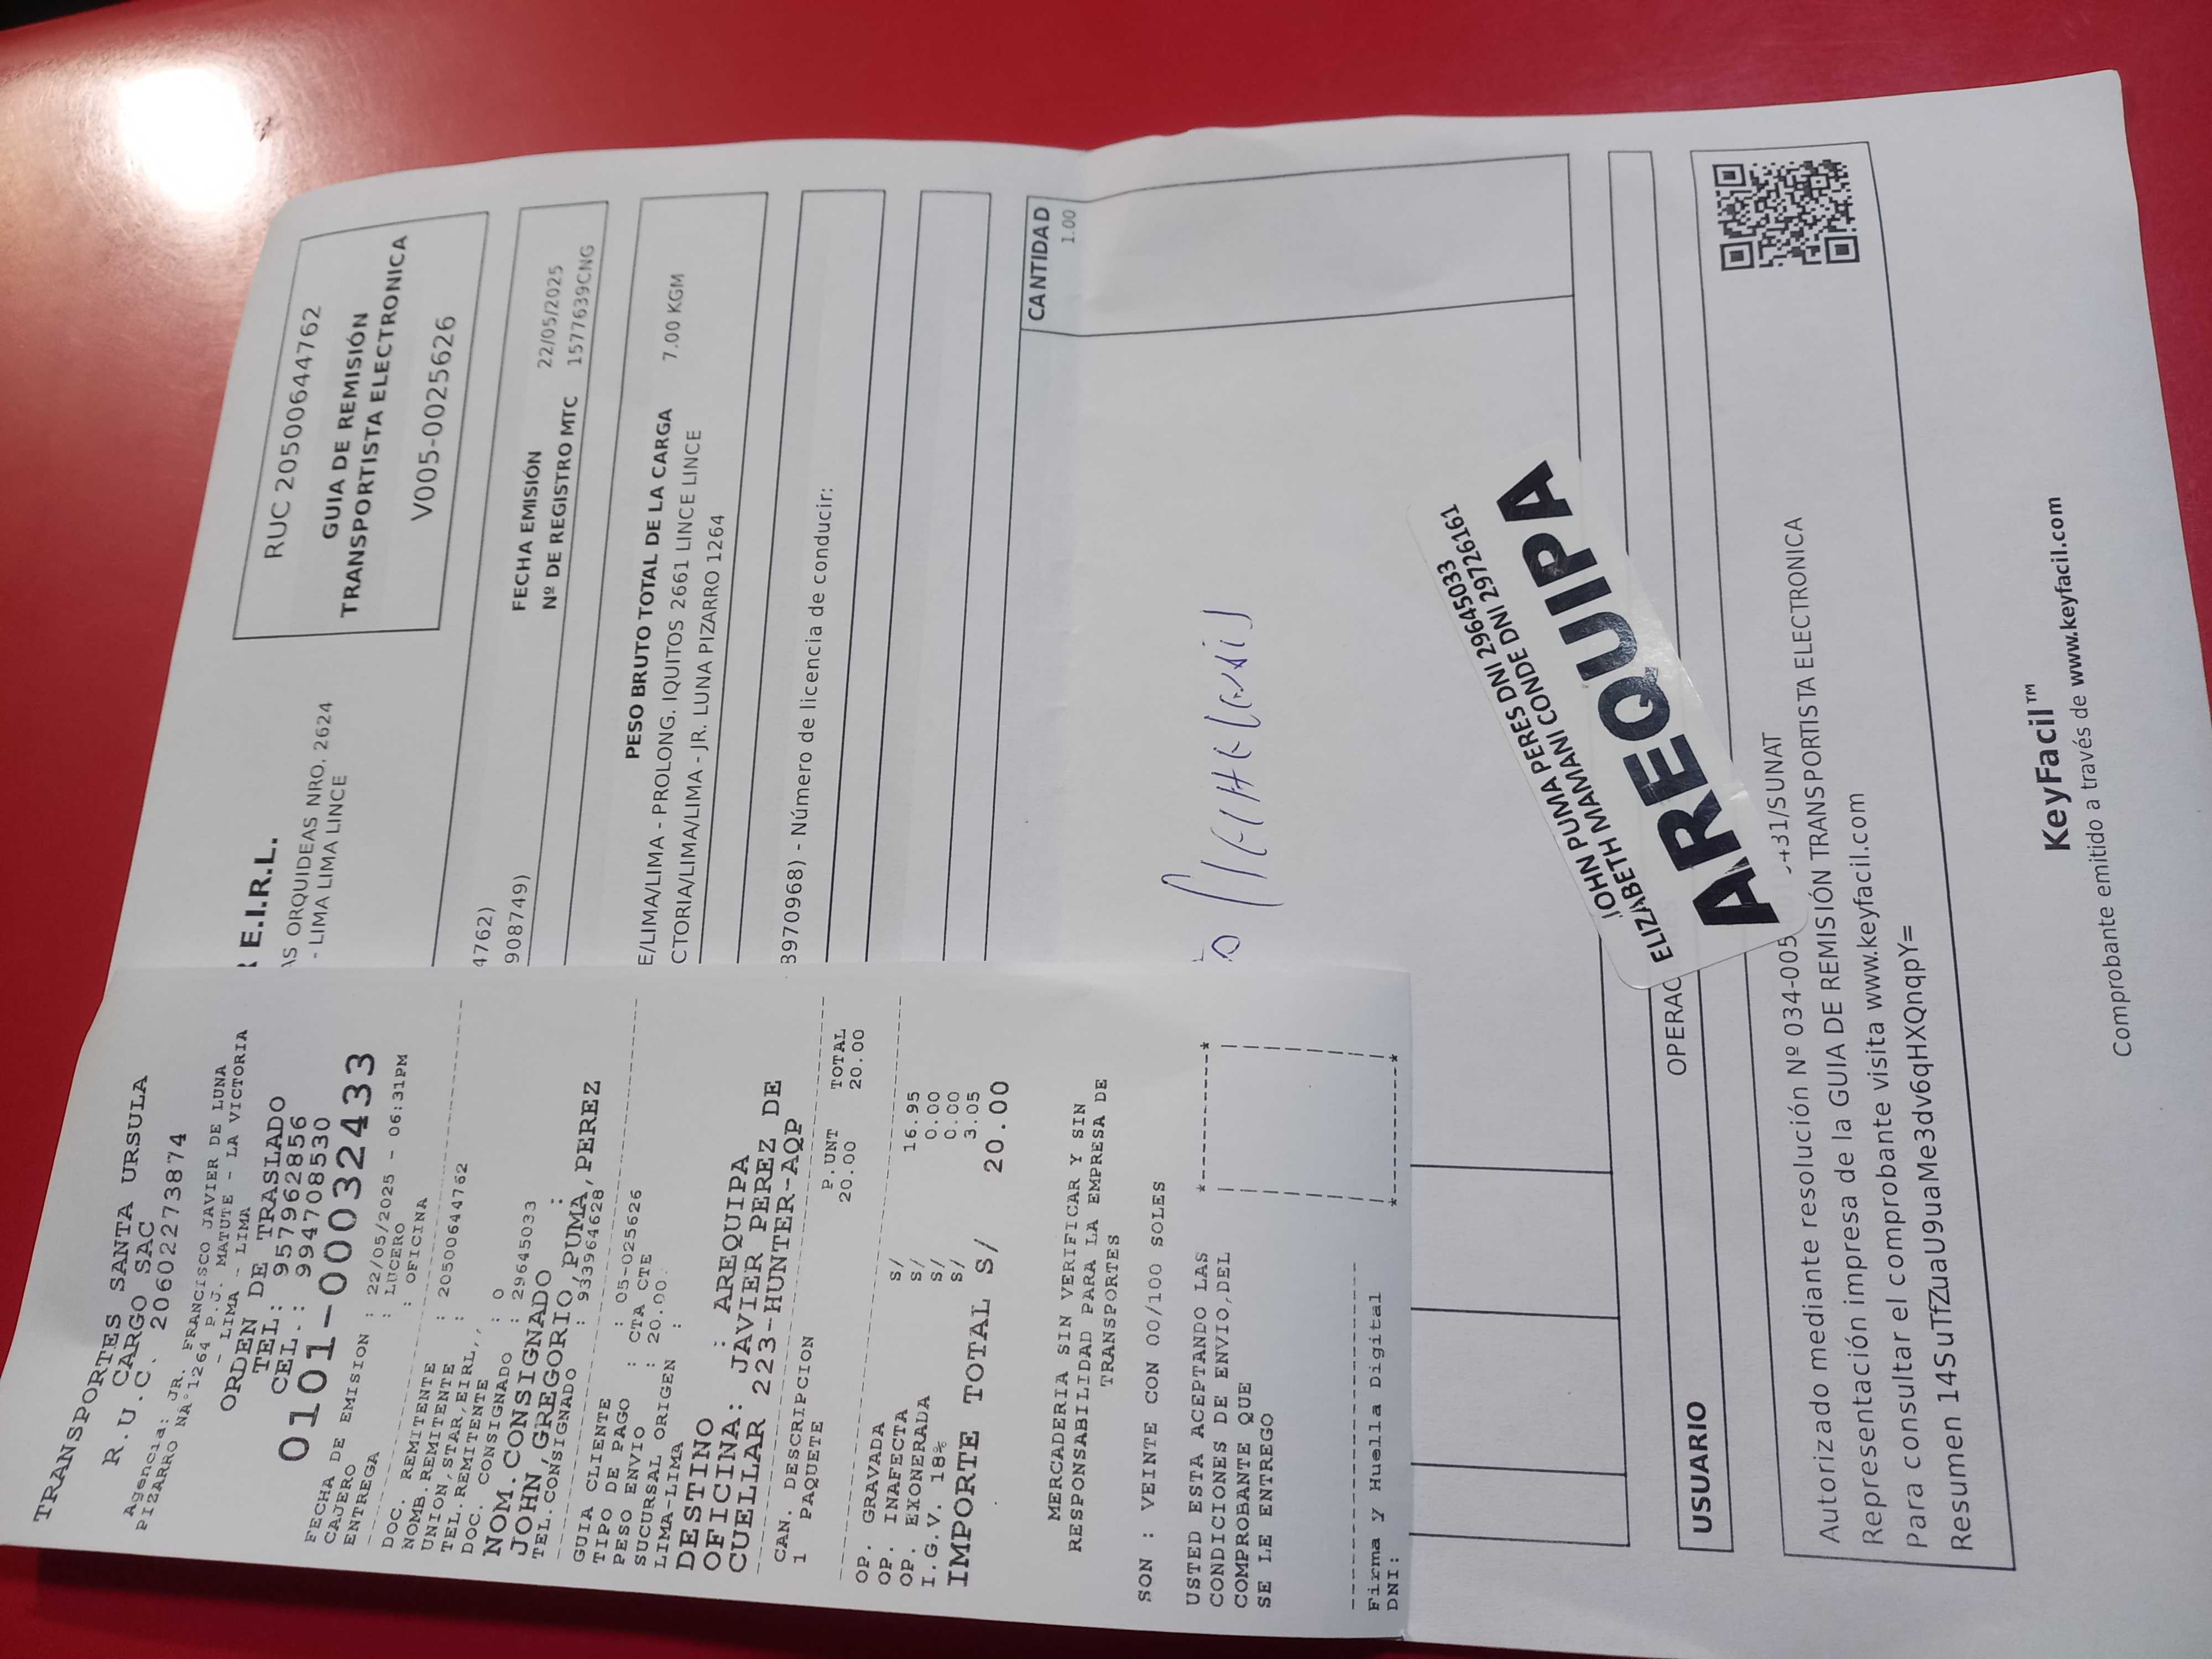 TRANSPORTES SANTA URSULA
CARGO SAC
R.U.C. 20602273874
Agencia: JR. FRANCISCO JAVIER DE LUNA
PIZARRO NA°1264 P.J. MATUTE - LA VICTORIA
- LIMA - LIMA
ORDEN DE TRASLADO
TEL: 957962856
CEL.: 994708530
0101-00032433
FECHA DE EMISION : 22/05/2025 - 06:31PM
CAJERO : LUCERO
ENTREGA : OFICINA
DOC. REMITENTE : 20500644762
NOMB.REMITENTE :
UNION,STAR,EIRL,,
TEL.REMITENTE : 0
DOC. CONSIGNADO : 29645033
NOM.CONSIGNADO :
JOHN,GREGORIO,PUMA,PEREZ
TEL.CONSIGNADO : 933964628
GUIA CLIENTE : 05-025626
TIPO DE PAGO : CTA CTE
PESO ENVIO : 20.00
SUCURSAL ORIGEN :
LIMA-LIMA
DESTINO : AREQUIPA
OFICINA: JAVIER PEREZ DE
CUELLAR 223-HUNTER-AQP
CAN. DESCRIPCION P.UNT TOTAL
1 PAQUETE 20.00 20.00
OP. GRAVADA S/ 16.95
OP. INAFECTA S/ 0.00
OP. EXONERADA S/ 0.00
I.G.V. 18% S/ 3.05
IMPORTE TOTAL S/ 20.00
MERCADERIA SIN VERIFICAR Y SIN
RESPONSABILIDAD PARA LA EMPRESA DE
TRANSPORTES
SON : VEINTE CON 00/100 SOLES
USTED ESTA ACEPTANDO LAS
CONDICIONES DE ENVIO,DEL
COMPROBANTE QUE
SE LE ENTREGO
Firma y Huella Digital
DNI:
E.I.R.L.
AS ORQUIDEAS NRO. 2624
- LIMA LIMA LINCE
RUC 20500644762
GUIA DE REMISIÓN
TRANSPORTISTA ELECTRONICA
V005-0025626
4762)
908749)
FECHA EMISIÓN 22/05/2025
Nº DE REGISTRO MTC 1577639CNG
PESO BRUTO TOTAL DE LA CARGA 7.00 KGM
E/LIMA/LIMA - PROLONG. IQUITOS 2661 LINCE LINCE
CTORIA/LIMA/LIMA - JR. LUNA PIZARRO 1264
3970968) - Número de licencia de conducir:
CANTIDAD
1.00
JOHN PUMA PERES DNI 29645033
ELIZABETH MAMANI CONDE DNI 29726161
AREQUIPA
USUARIO OPERAC
Autorizado mediante resolución Nº 034-005 431/SUNAT
Representación impresa de la GUIA DE REMISIÓN TRANSPORTISTA ELECTRONICA
Para consultar el comprobante visita www.keyfacil.com
Resumen 14SuTfZuaU9uaMe3dv6qHXQnqpY=
KeyFacil™
Comprobante emitido a través de www.keyfacil.com